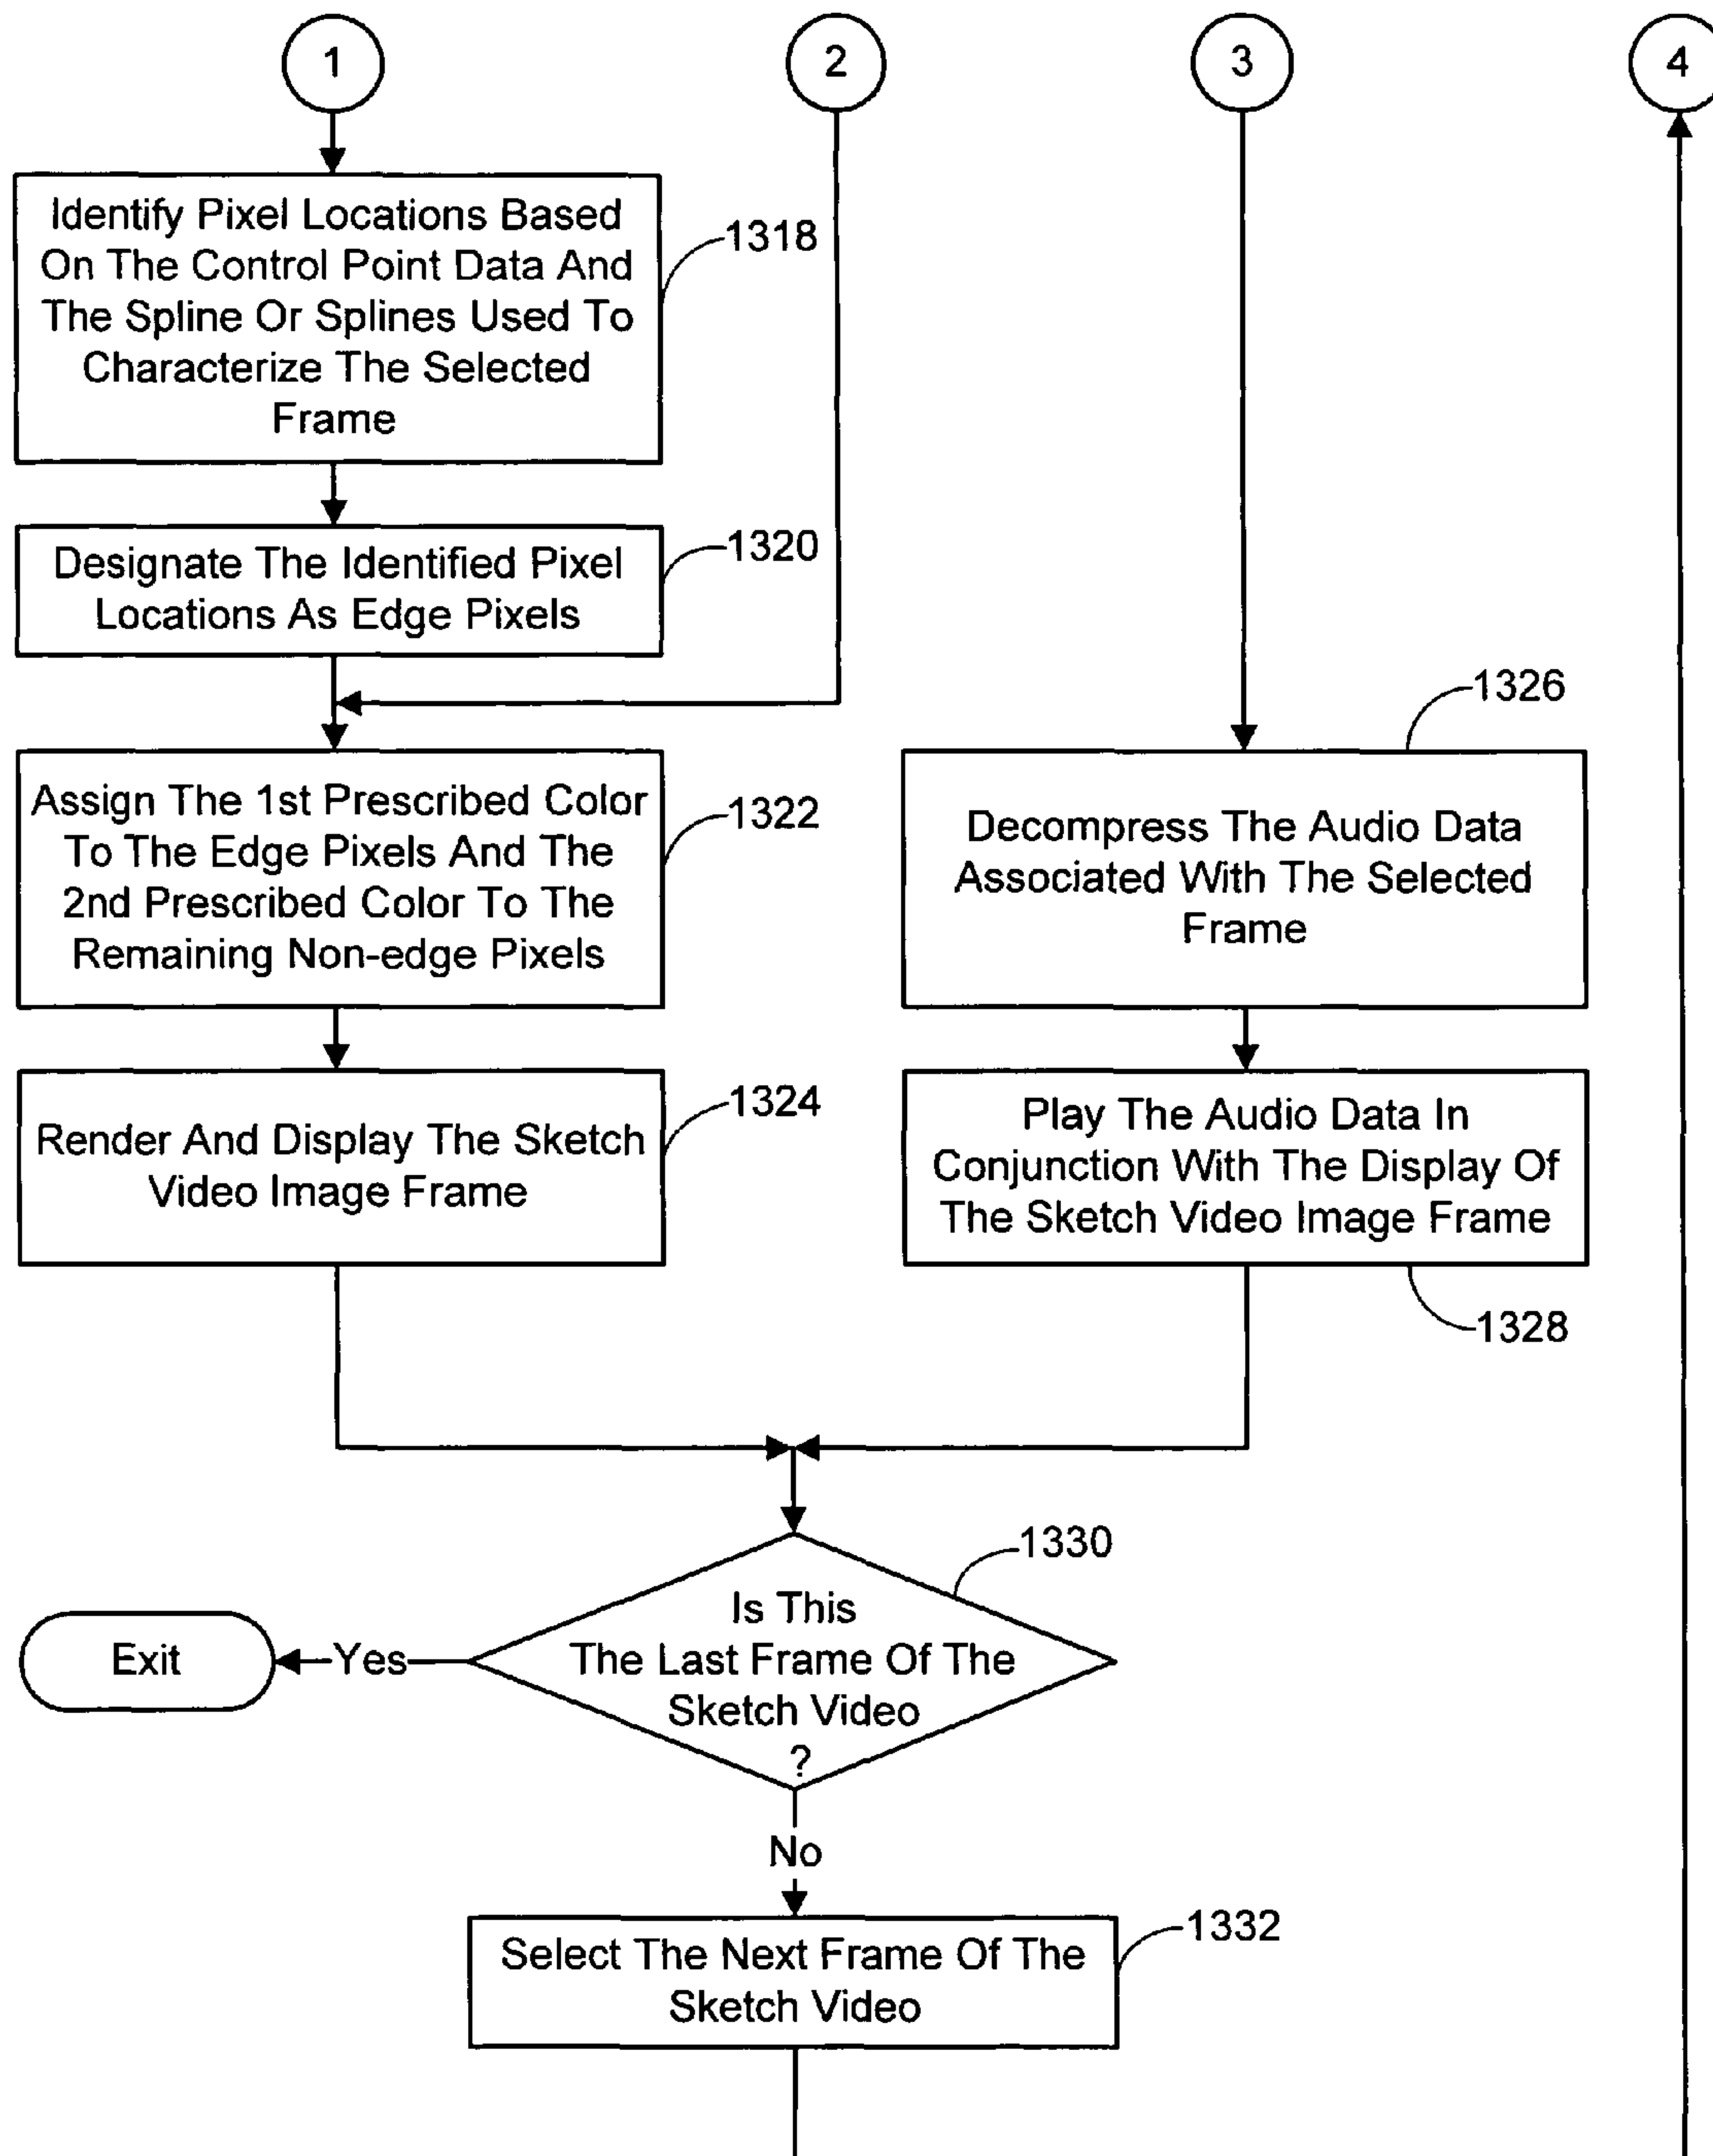 1
2
3
4
Identify Pixel Locations Based
On The Control Point Data And
The Spline Or Splines Used To
Characterize The Selected
Frame
1318
Designate The Identified Pixel
Locations As Edge Pixels
1320
Assign The 1st Prescribed Color
To The Edge Pixels And The
2nd Prescribed Color To The
Remaining Non-edge Pixels
1322
1326
Decompress The Audio Data
Associated With The Selected
Frame
Render And Display The Sketch
Video Image Frame
1324
Play The Audio Data In
Conjunction With The Display Of
The Sketch Video Image Frame
1328
1330
Is This
The Last Frame Of The
Sketch Video
?
Yes
Exit
No
Select The Next Frame Of The
Sketch Video
1332